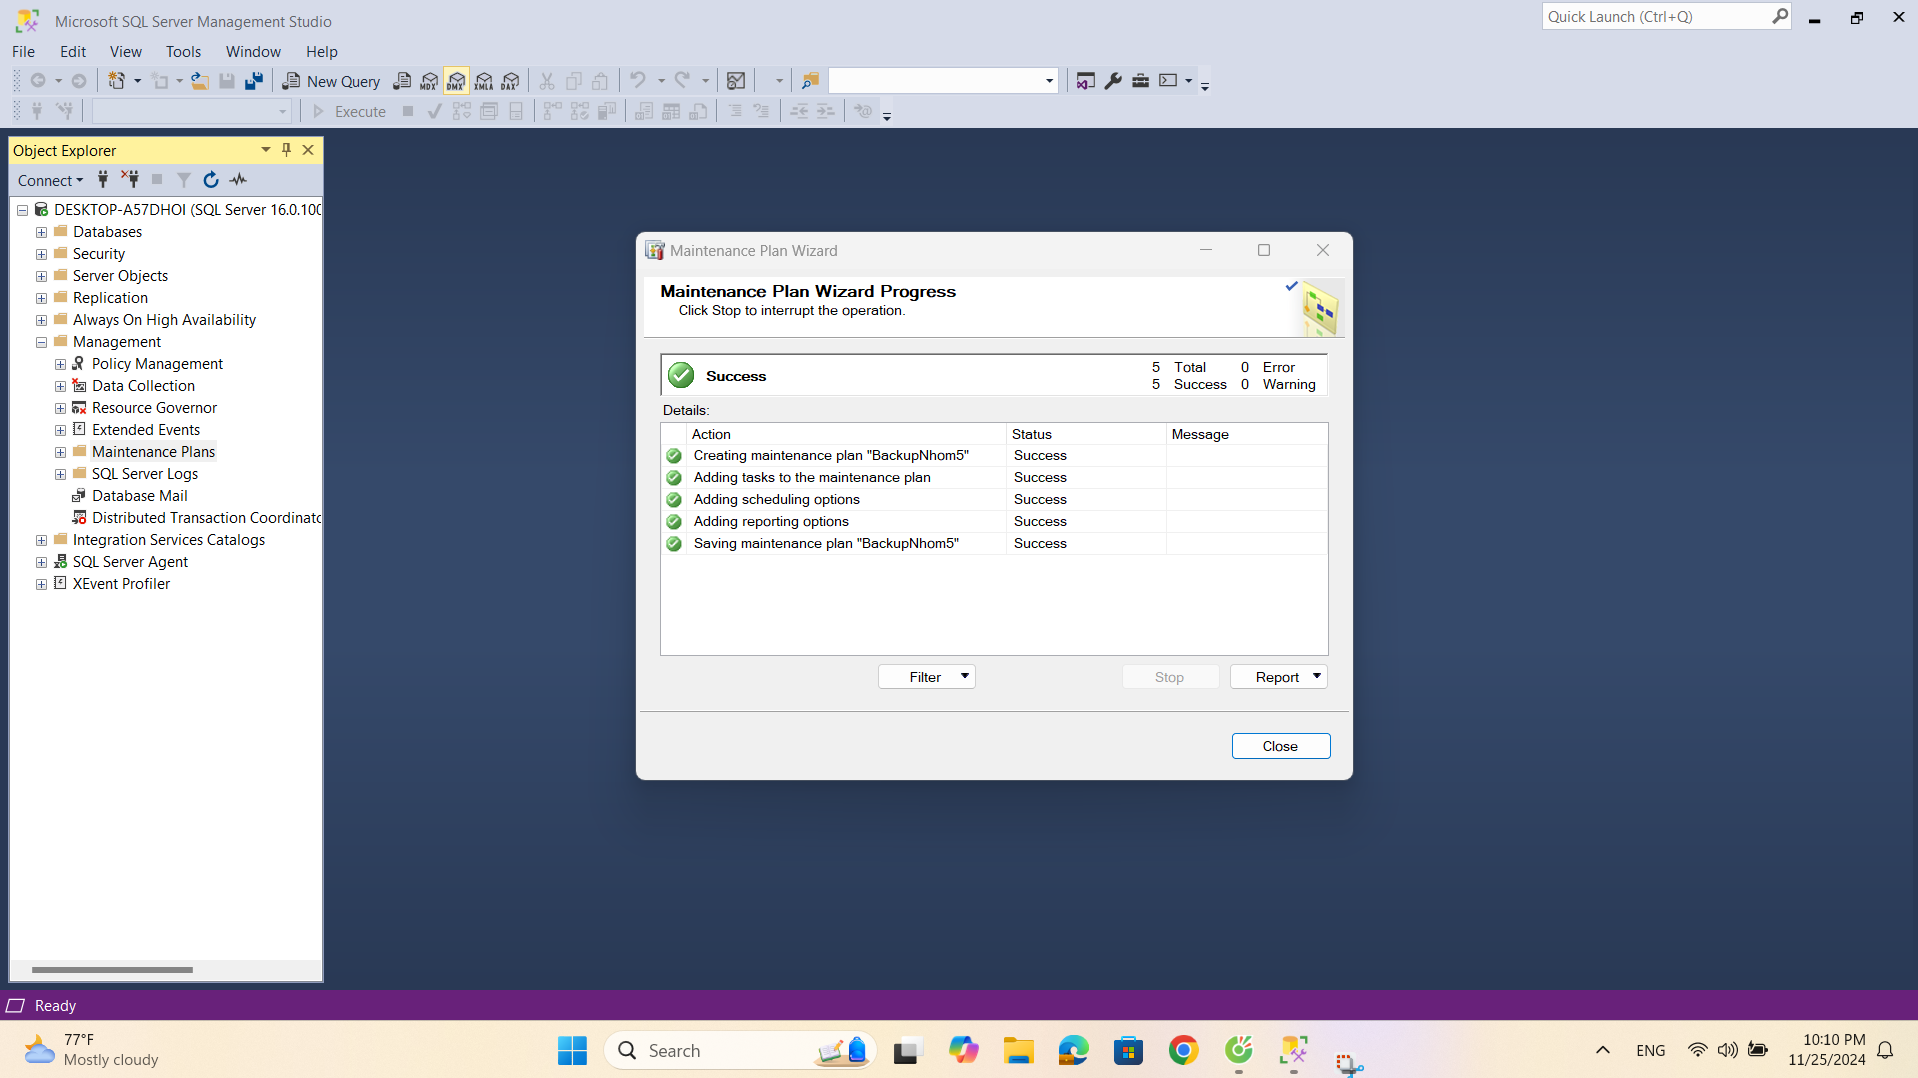 Microsoft SQL Server Management Studio
Quick Launch (Ctrl+Q)
File Edit View Tools Window Help
New Query MDX DMX XMLA DAX
Execute
Object Explorer
Connect
DESKTOP-A57DHOI (SQL Server 16.0.100
Databases
Security
Server Objects
Replication
Always On High Availability
Management
Policy Management
Data Collection
Resource Governor
Extended Events
Maintenance Plans
SQL Server Logs
Database Mail
Distributed Transaction Coordinato
Integration Services Catalogs
SQL Server Agent
XEvent Profiler
Maintenance Plan Wizard
Maintenance Plan Wizard Progress
Click Stop to interrupt the operation.
Success
5 Total 0 Error
5 Success 0 Warning
Details:
Action Status Message
Creating maintenance plan "BackupNhom5" Success
Adding tasks to the maintenance plan Success
Adding scheduling options Success
Adding reporting options Success
Saving maintenance plan "BackupNhom5" Success
Filter Stop Report
Close
Ready
77°F
Mostly cloudy
Search
ENG
10:10 PM
11/25/2024